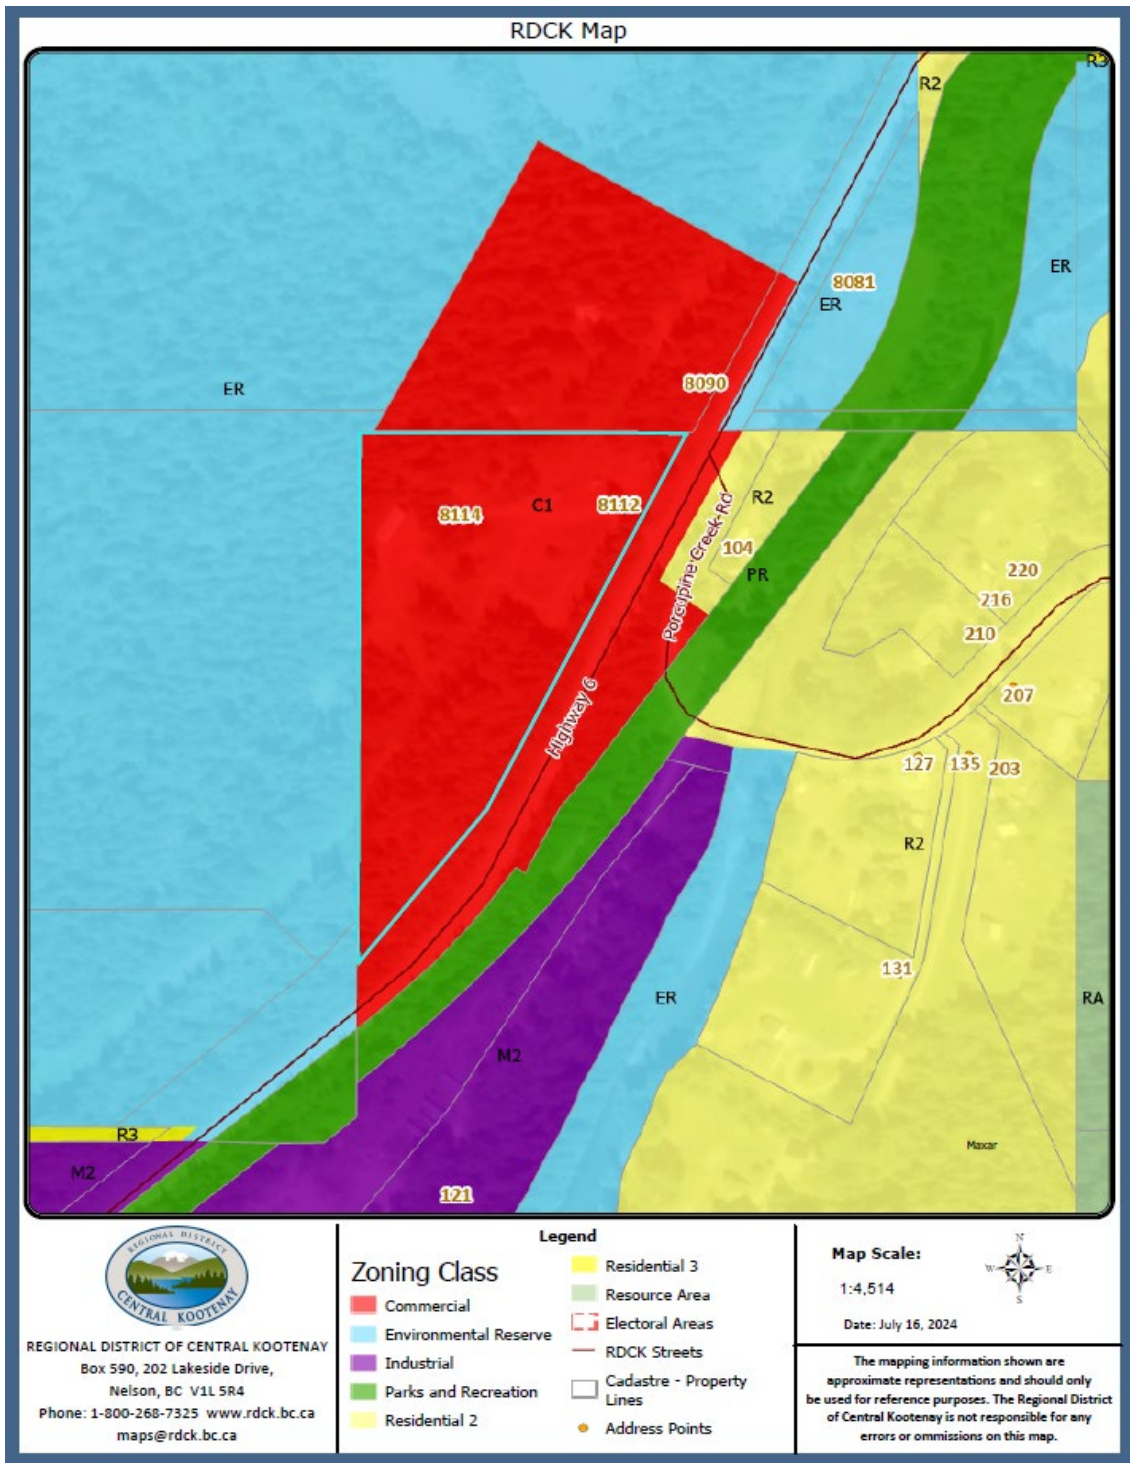 RDCK Map
R3
R2
ER
8081
ER
8090
ER
C1
8112
8114
R2
104
Porcupine Creek Rd
PR
220
216
210
207
Highway 6
127
135
203
R2
131
ER
RA
M2
R3
Maxar
M2
121
REGIONAL DISTRICT
CENTRAL KOOTENAY
REGIONAL DISTRICT OF CENTRAL KOOTENAY
Box 590, 202 Lakeside Drive,
Nelson, BC V1L 5R4
Phone: 1-800-268-7325 www.rdck.bc.ca
maps@rdck.bc.ca
Legend
Zoning Class
Commercial
Environmental Reserve
Industrial
Parks and Recreation
Residential 2
Residential 3
Resource Area
Electoral Areas
RDCK Streets
Cadastre - Property
Lines
Address Points
Map Scale:
1:4,514
Date: July 16, 2024
N
W
E
S
The mapping information shown are
approximate representations and should only
be used for reference purposes. The Regional District
of Central Kootenay is not responsible for any
errors or ommissions on this map.